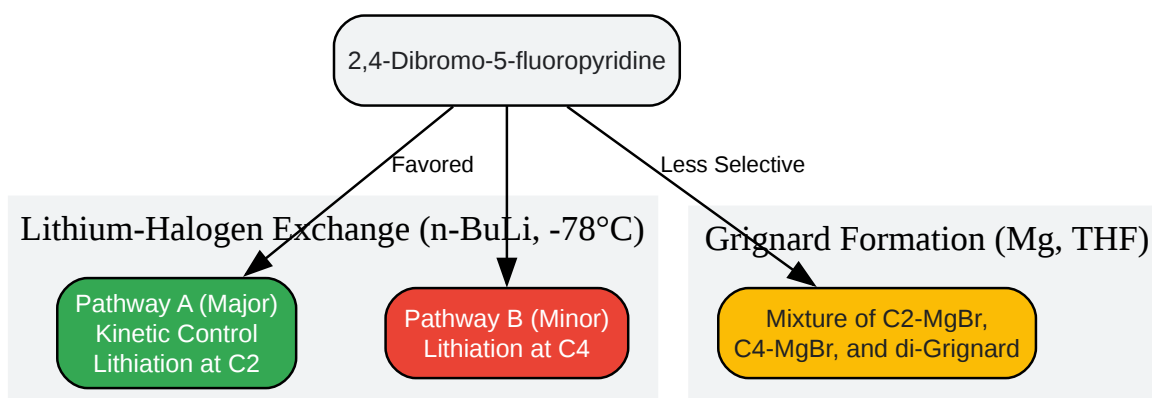 2,4-Dibromo-5-fluoropyridine
Favored
Less Selective
Lithium-Halogen Exchange (n-BuLi, -78°C)
Grignard Formation (Mg, THF)
Pathway A (Major)
Kinetic Control
Lithiation at C2
Pathway B (Minor)
Lithiation at C4
Mixture of C2-MgBr,
C4-MgBr, and di-Grignard